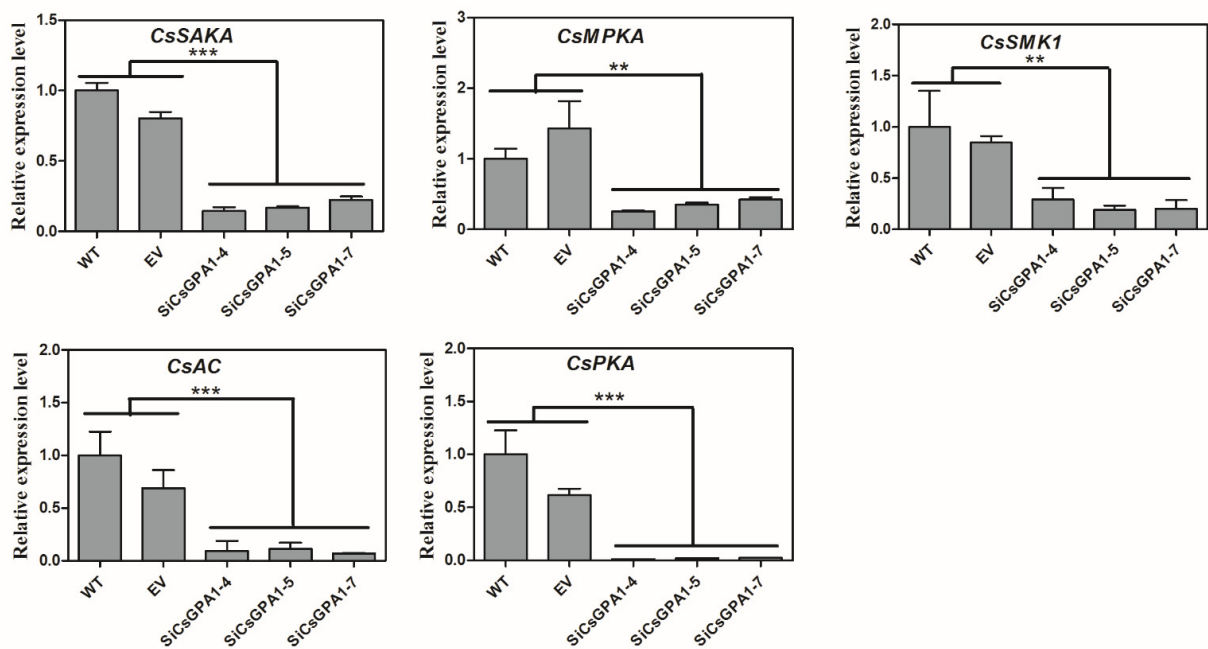 Relative expression level
1.5
1.0
0.5
0.0
CsSAKA
***
WT
EV
SiCsGPA1-4
SiCsGPA1-5
SiCsGPA1-7
Relative expression level
3
2
1
0
CsMPKA
**
WT
EV
SiCsGPA1-4
SiCsGPA1-5
SiCsGPA1-7
Relative expression level
2.0
1.5
1.0
0.5
0.0
CsSMK1
**
WT
EV
SiCsGPA1-4
SiCsGPA1-5
SiCsGPA1-7
Relative expression level
2.0
1.5
1.0
0.5
0.0
CsAC
***
WT
EV
SiCsGPA1-4
SiCsGPA1-5
SiCsGPA1-7
Relative expression level
2.0
1.5
1.0
0.5
0.0
CsPKA
***
WT
EV
SiCsGPA1-4
SiCsGPA1-5
SiCsGPA1-7